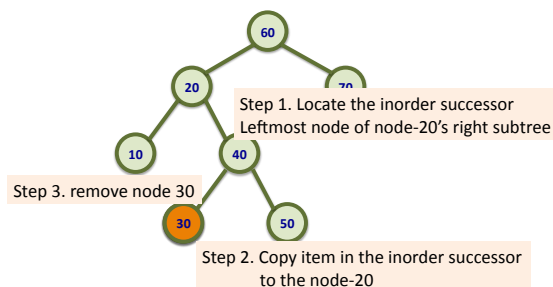 60
20
70
Step 1. Locate the inorder successor
Leftmost node of node-20's right subtree
10
40
Step 3. remove node 30
30
50
Step 2. Copy item in the inorder successor
to the node-20